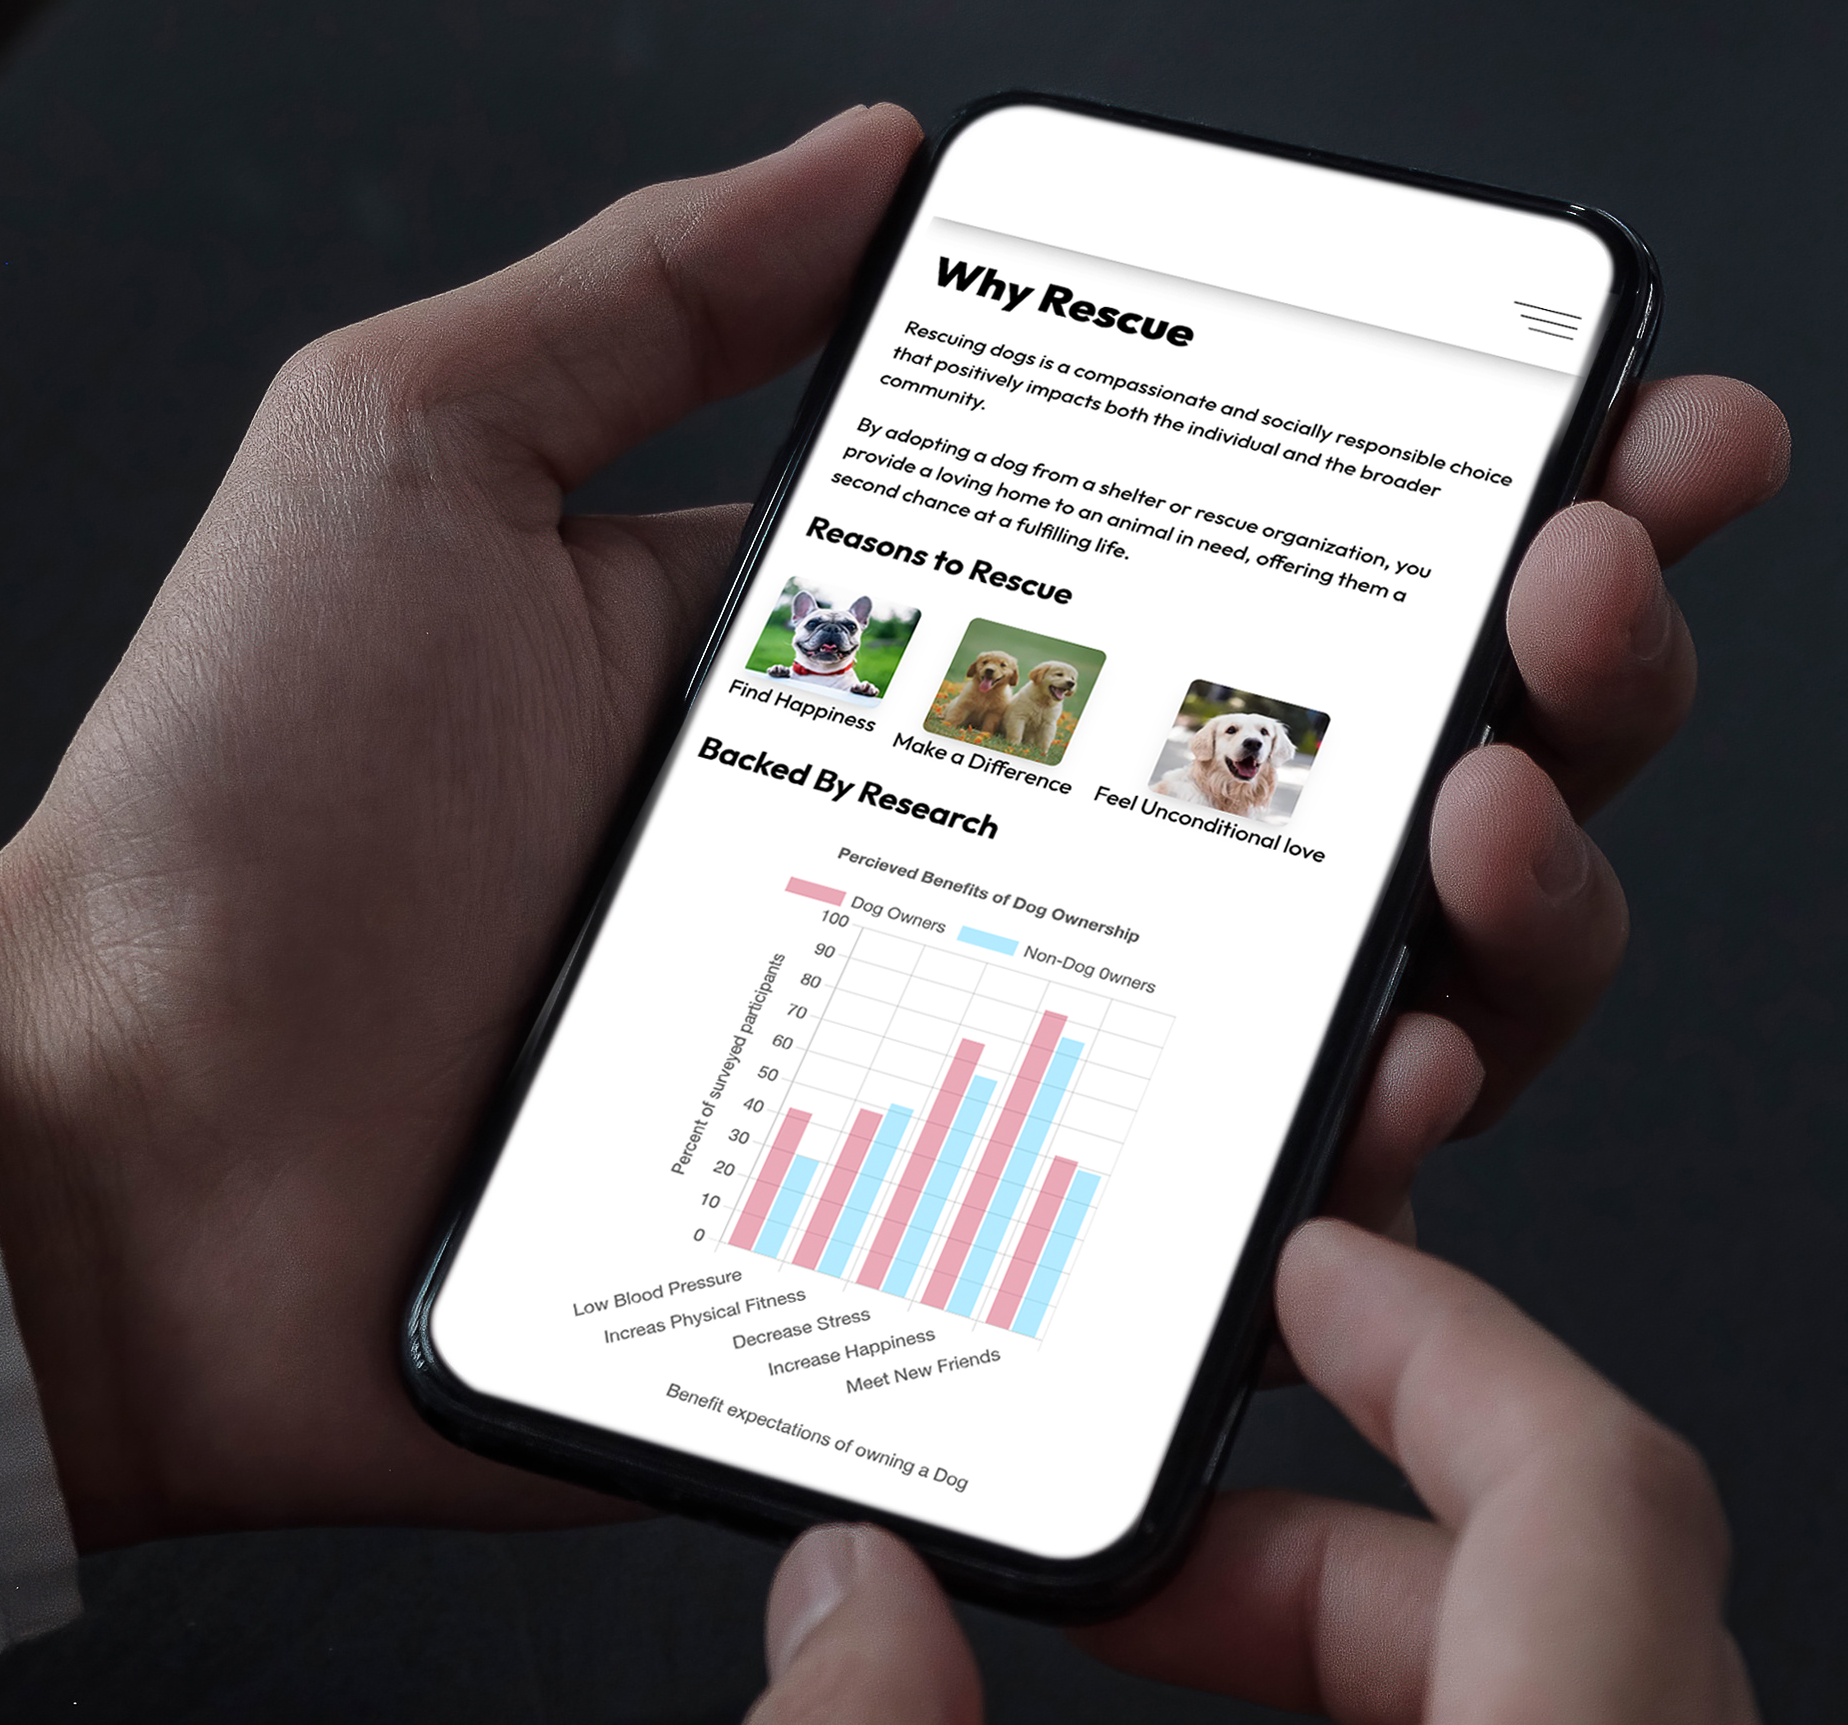 Why Rescue
Rescuing dogs is a compassionate and socially responsible choice
that positively impacts both the individual and the broader
community.
By adopting a dog from a shelter or rescue organization, you
provide a loving home to an animal in need, offering them a
second chance at a fulfilling life.
Reasons to Rescue
Find Happiness
Make a Difference
Feel Unconditional love
Backed By Research
Percieved Benefits of Dog Ownership
Dog Owners
Non-Dog 0wners
Percent of surveyed participants
100
90
80
70
60
50
40
30
20
10
0
Low Blood Pressure
Increas Physical Fitness
Decrease Stress
Increase Happiness
Meet New Friends
Benefit expectations of owning a Dog